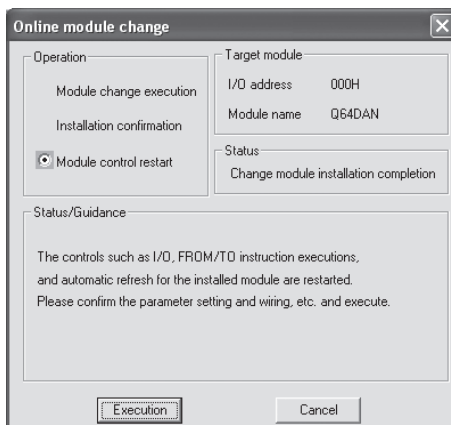 Online module change
Operation
Module change execution
Installation confirmation
Module control restart
Target module
I/O address 000H
Module name Q64DAN
Status
Change module installation completion
Status/Guidance
The controls such as I/O, FROM/TO instruction executions,
and automatic refresh for the installed module are restarted.
Please confirm the parameter setting and wiring, etc. and execute.
Execution
Cancel